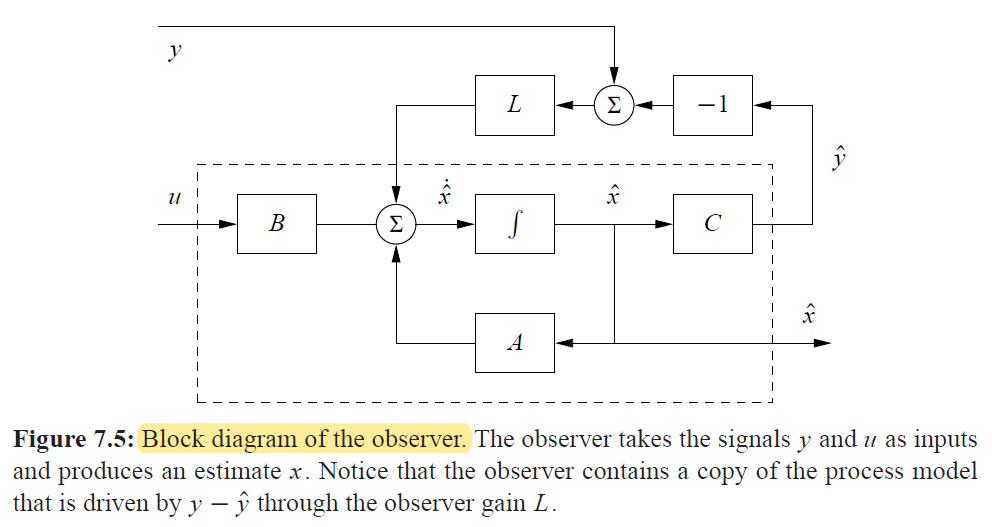 y
L
Σ
−1
ŷ
u
B
Σ
x̂̇
∫
x̂
C
A
x̂
Figure 7.5: Block diagram of the observer. The observer takes the signals y and u as inputs
and produces an estimate x. Notice that the observer contains a copy of the process model
that is driven by y − ŷ through the observer gain L.